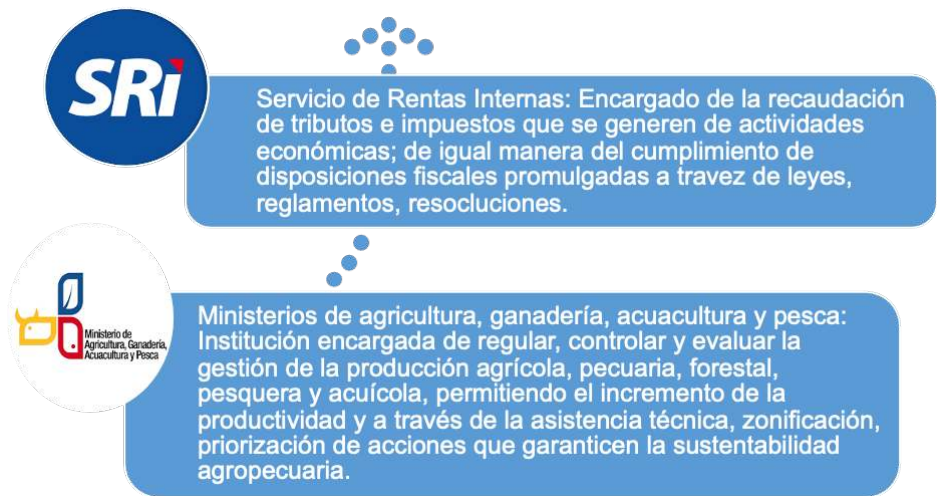 SRi
Servicio de Rentas Internas: Encargado de la recaudación
de tributos e impuestos que se generen de actividades
económicas; de igual manera del cumplimiento de
disposiciones fiscales promulgadas a travez de leyes,
reglamentos, resocluciones.
Ministerio de
Agricultura, Ganadería,
Acuacultura y Pesca
Ministerios de agricultura, ganadería, acuacultura y pesca:
Institución encargada de regular, controlar y evaluar la
gestión de la producción agrícola, pecuaria, forestal,
pesquera y acuícola, permitiendo el incremento de la
productividad y a través de la asistencia técnica, zonificación,
priorización de acciones que garanticen la sustentabilidad
agropecuaria.